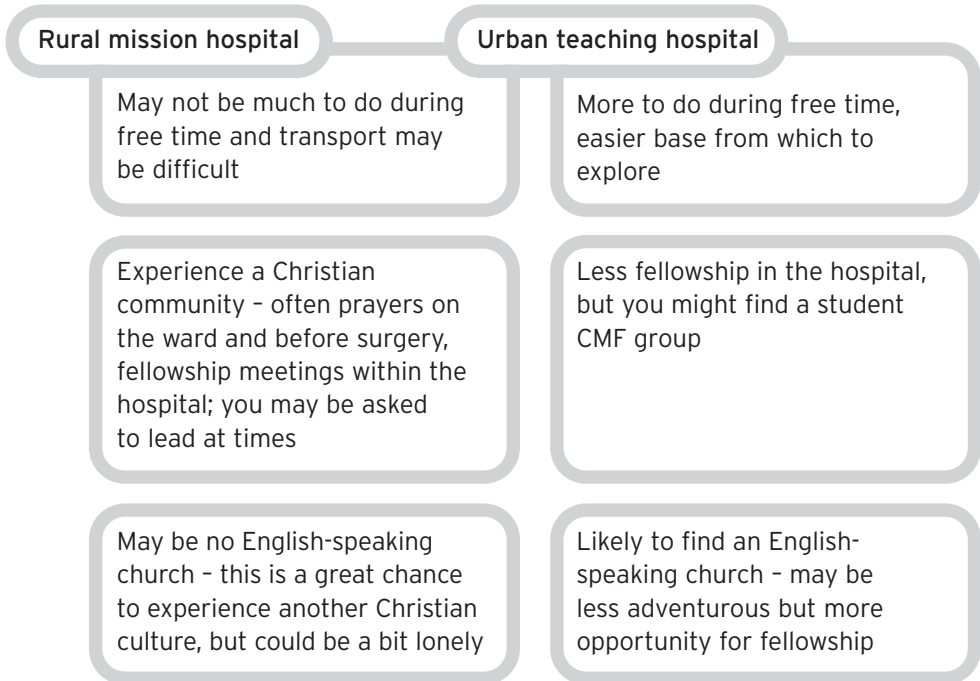 Rural mission hospital
Urban teaching hospital
May not be much to do during
free time and transport may
be difficult
More to do during free time,
easier base from which to
explore
Experience a Christian
community – often prayers on
the ward and before surgery,
fellowship meetings within the
hospital; you may be asked
to lead at times
Less fellowship in the hospital,
but you might find a student
CMF group
May be no English-speaking
church – this is a great chance
to experience another Christian
culture, but could be a bit lonely
Likely to find an English-
speaking church – may be
less adventurous but more
opportunity for fellowship